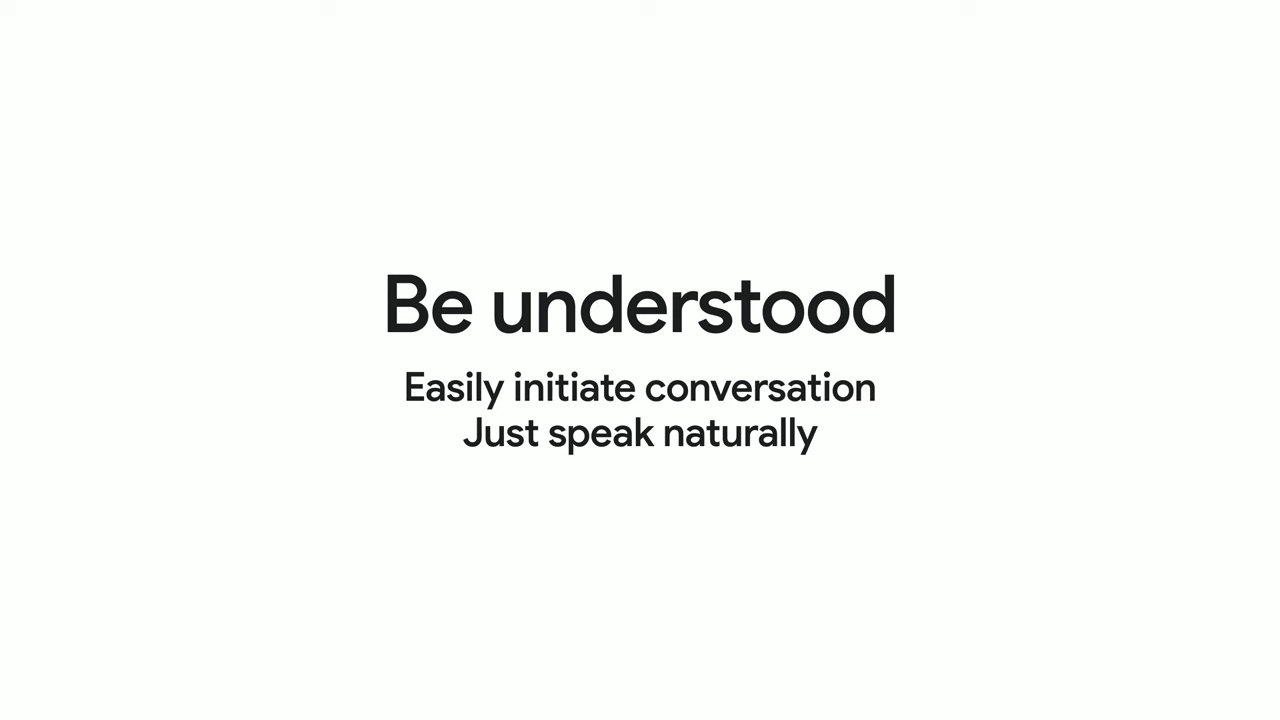 Be understood
Easily initiate conversation
Just speak naturally